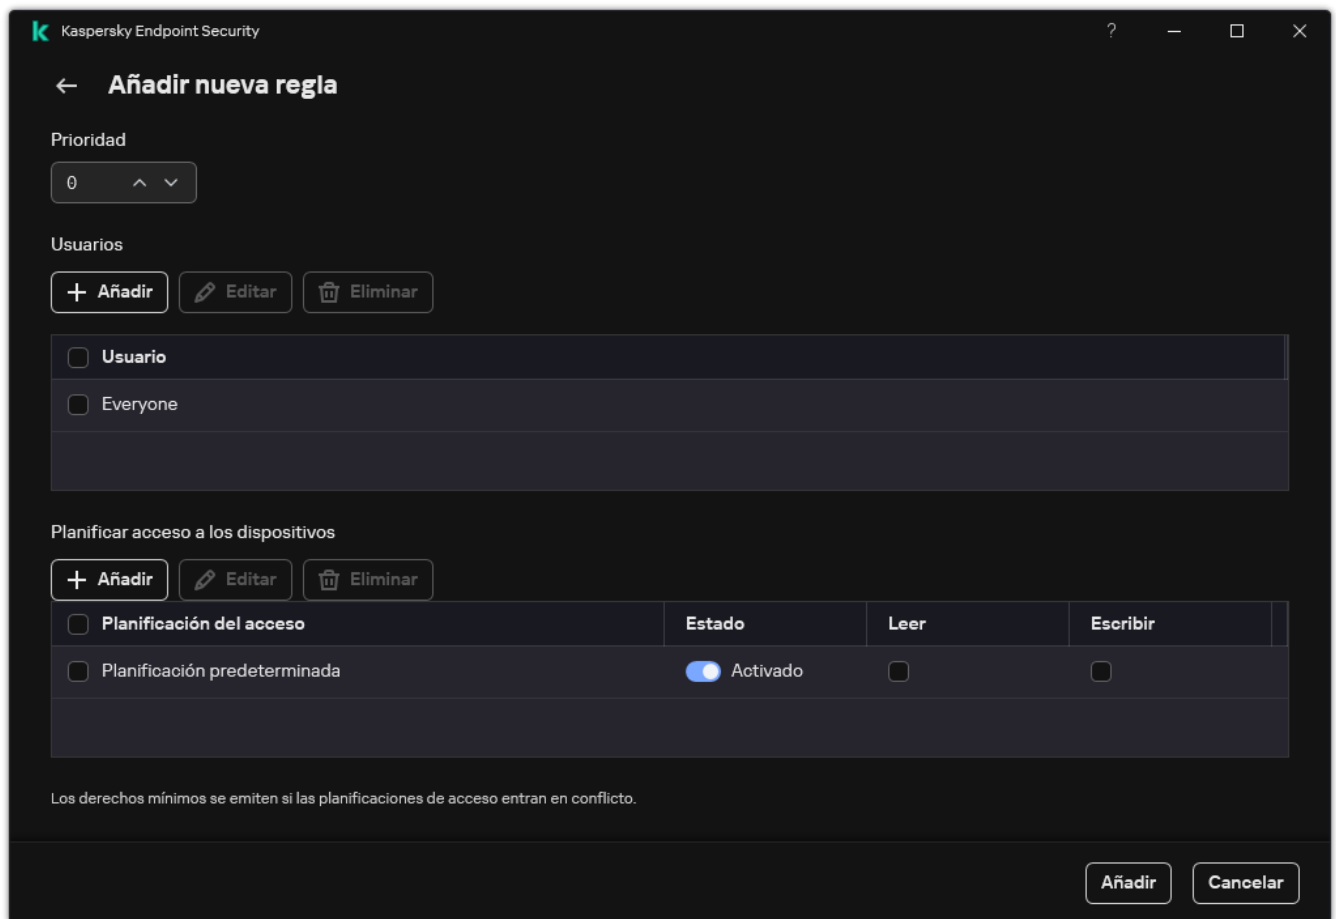 Kaspersky Endpoint Security ?
Añadir nueva regla
Prioridad
0
Usuarios
Añadir Editar Eliminar
Usuario
Everyone
Planificar acceso a los dispositivos
Añadir Editar Eliminar
Planificación del acceso Estado Leer Escribir
Planificación predeterminada Activado
Los derechos mínimos se emiten si las planificaciones de acceso entran en conflicto.
Añadir Cancelar